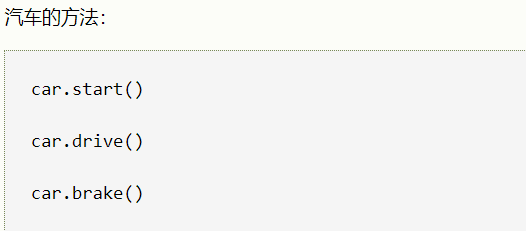 汽车的方法：
car.start()
car.drive()
car.brake()